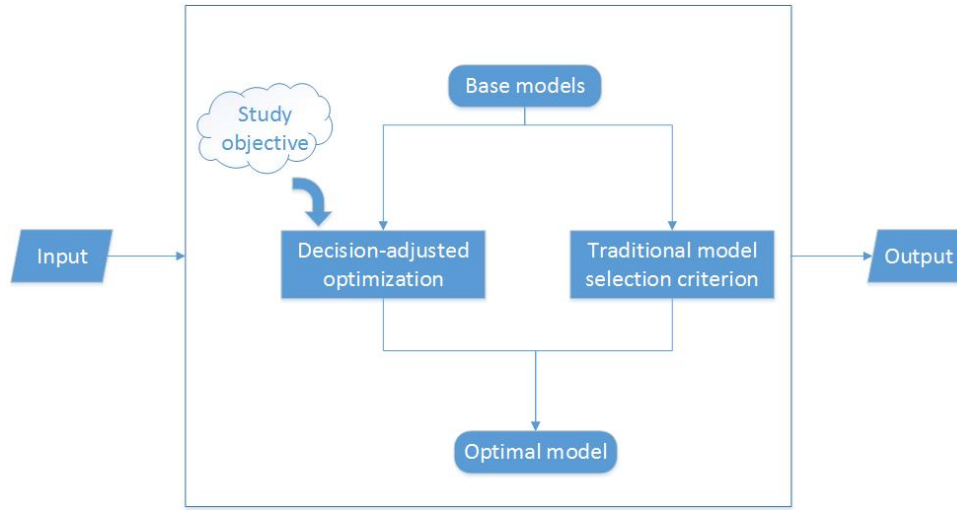 Base models
Study
objective
Input
Decision-adjusted
optimization
Traditional model
selection criterion
Output
Optimal model